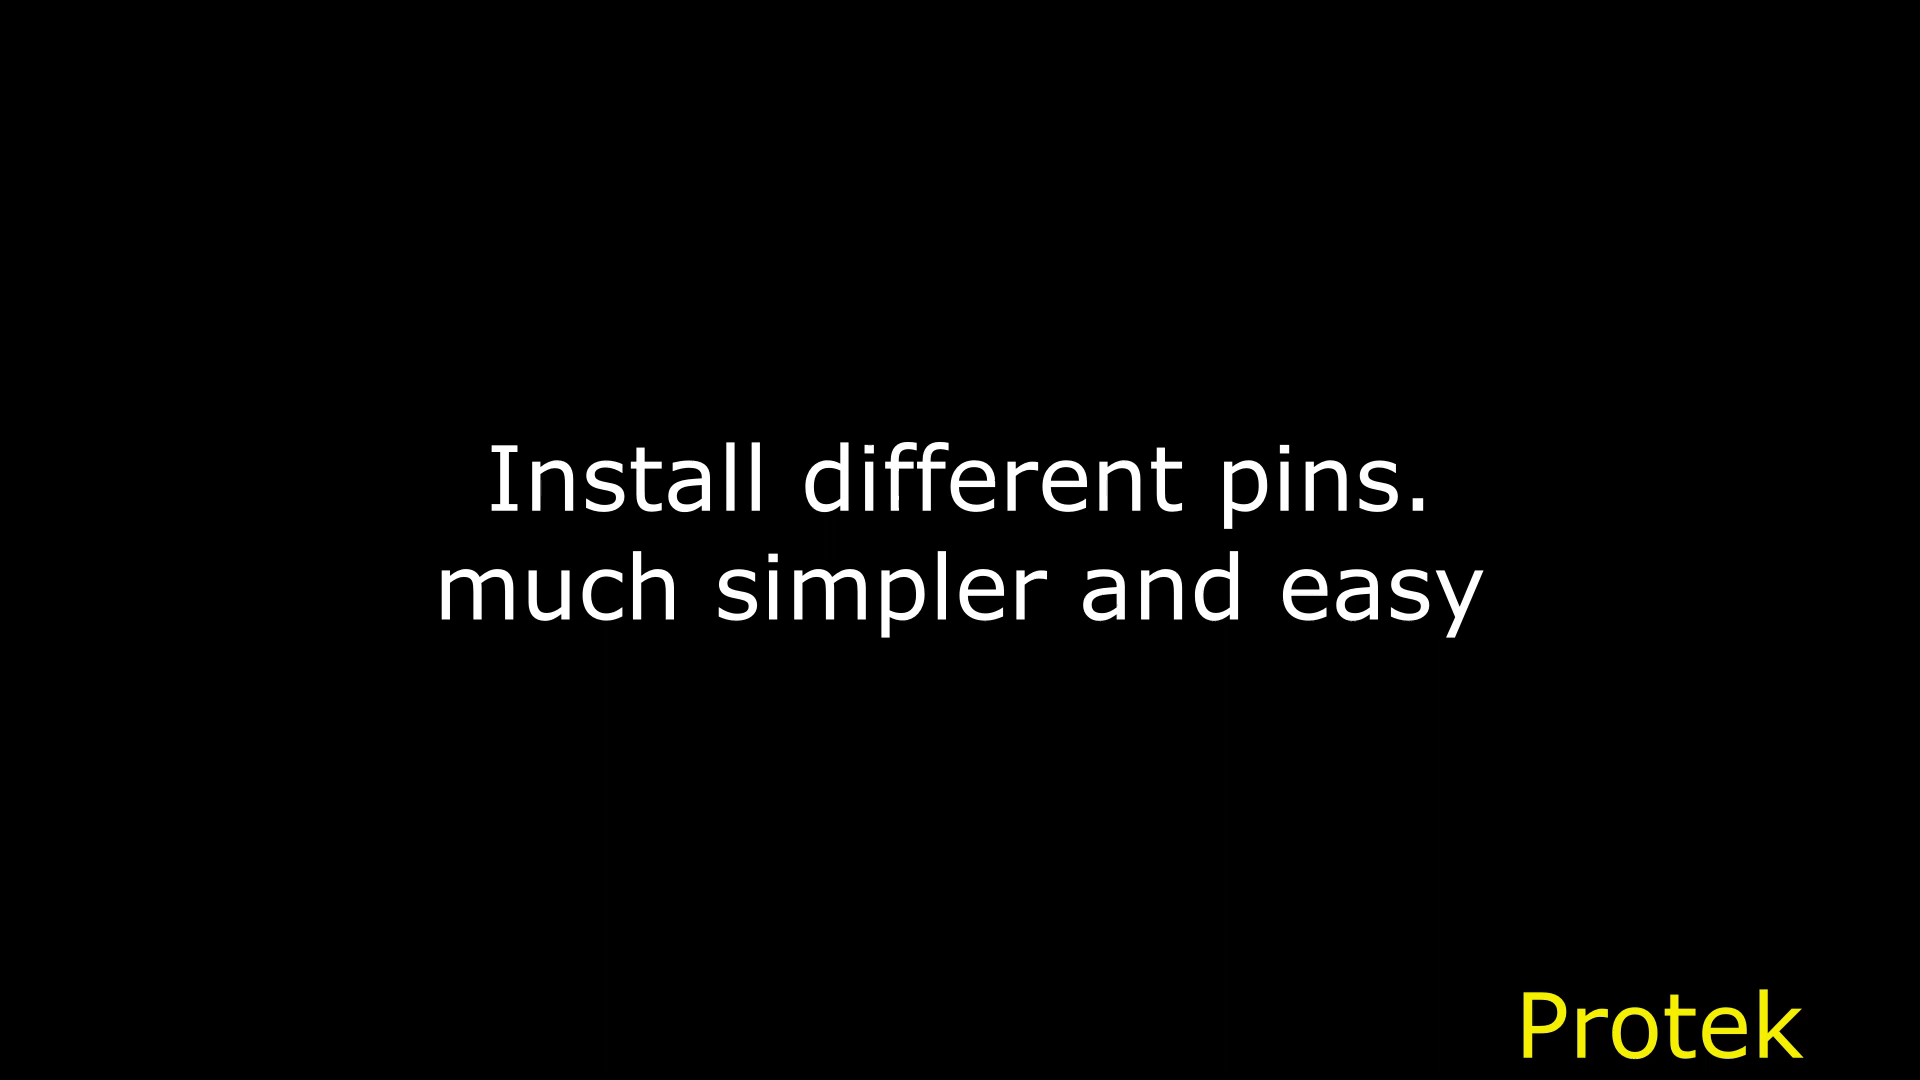 Install different pins.
much simpler and easy
Protek